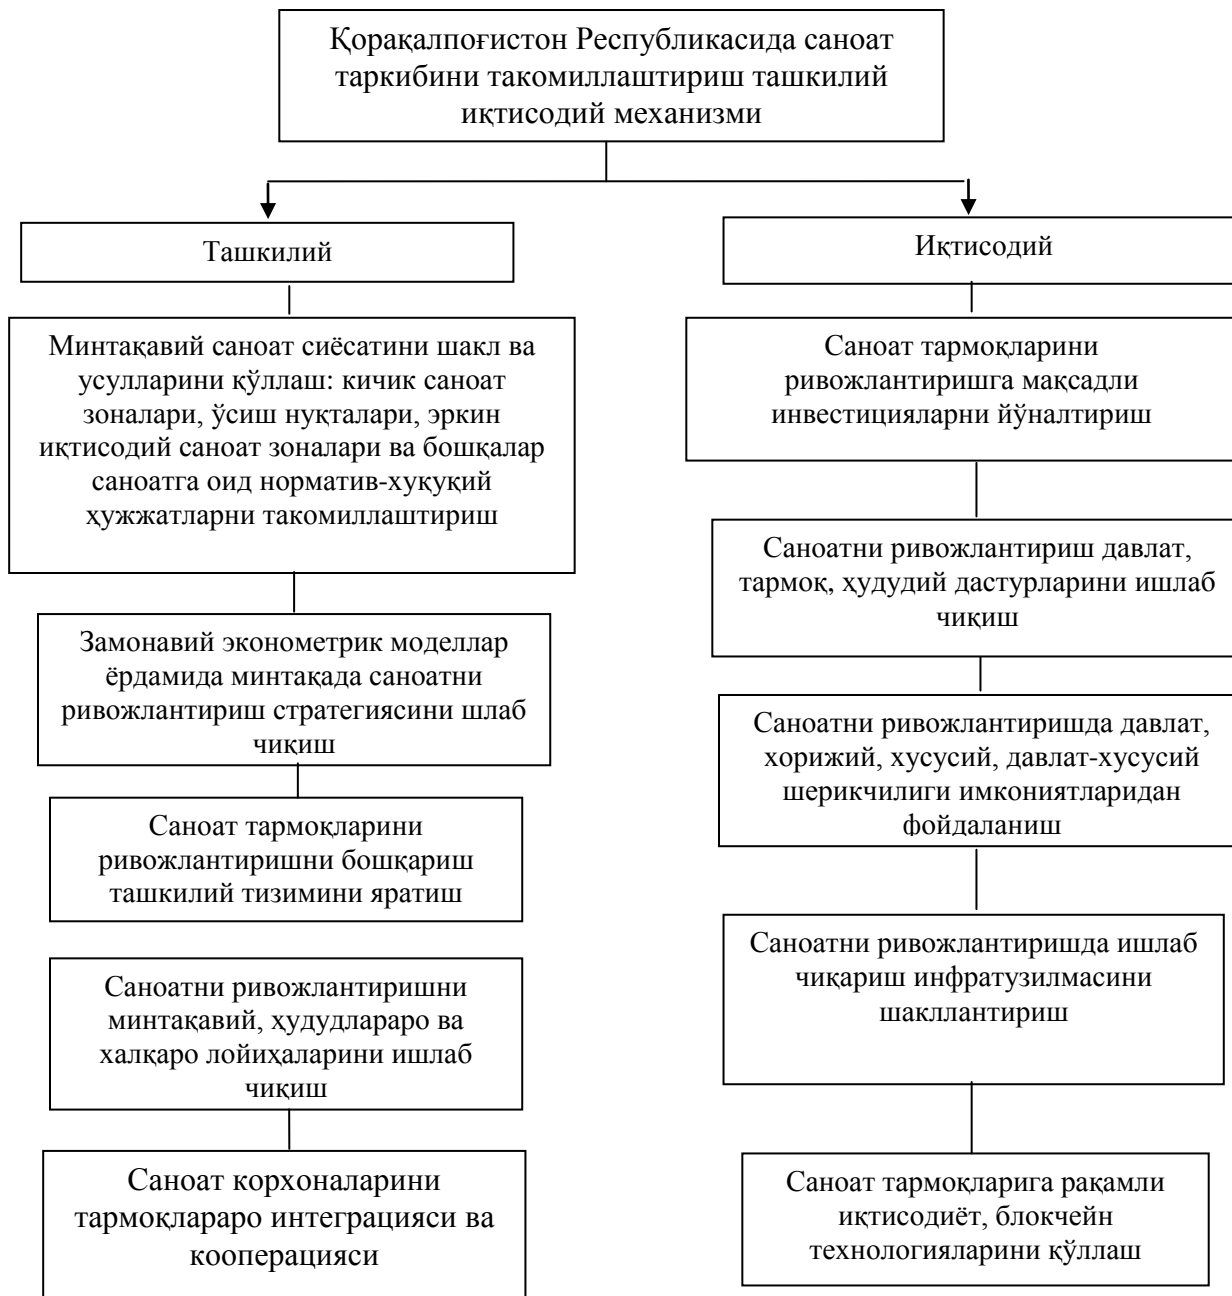 Қорақалпоғистон Республикасида саноат
таркибини такомиллаштириш ташкилий
иқтисодий механизми
Ташкилий
Минтақавий саноат сиёсатини шакл ва
усулларини қўллаш: кичик саноат
зоналари, ўсиш нуқталари, эркин
иқтисодий саноат зоналари ва бошқалар
саноатга оид норматив-хуқуқий
ҳужжатларни такомиллаштириш
Замонавий эконометрик моделлар
ёрдамида минтақада саноатни
ривожлантириш стратегиясини шлаб
чиқиш
Саноат тармоқларини
ривожлантиришни бошқариш
ташкилий тизимини яратиш
Саноатни ривожлантиришни
минтақавий, ҳудудлараро ва
халқаро лойиҳаларини ишлаб
чиқиш
Саноат корхоналарини
тармоқлараро интеграцияси ва
кооперацияси
Иқтисодий
Саноат тармоқларини
ривожлантиришга мақсадли
инвестицияларни йўналтириш
Саноатни ривожлантириш давлат,
тармоқ, ҳудудий дастурларини ишлаб
чиқиш
Саноатни ривожлантиришда давлат,
хорижий, хусусий, давлат-хусусий
шерикчилиги имкониятларидан
фойдаланиш
Саноатни ривожлантиришда ишлаб
чиқариш инфратузилмасини
шакллантириш
Саноат тармоқларига рақамли
иқтисодиёт, блокчейн
технологияларини қўллаш